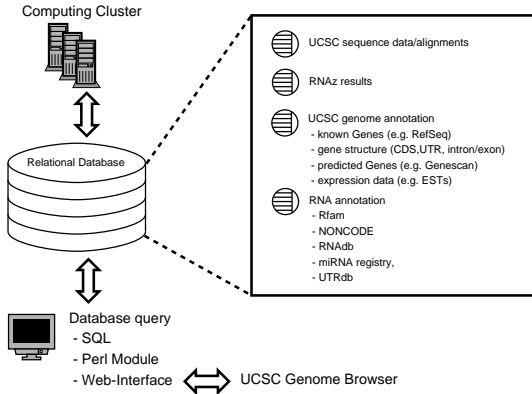 Computing Cluster
Relational Database
UCSC sequence data/alignments
RNAz results
UCSC genome annotation
- known Genes (e.g. RefSeq)
- gene structure (CDS,UTR, intron/exon)
- predicted Genes (e.g. Genescan)
- expression data (e.g. ESTs)
RNA annotation
- Rfam
- NONCODE
- RNAdb
- miRNA registry,
- UTRdb
Database query
- SQL
- Perl Module
- Web-Interface
UCSC Genome Browser